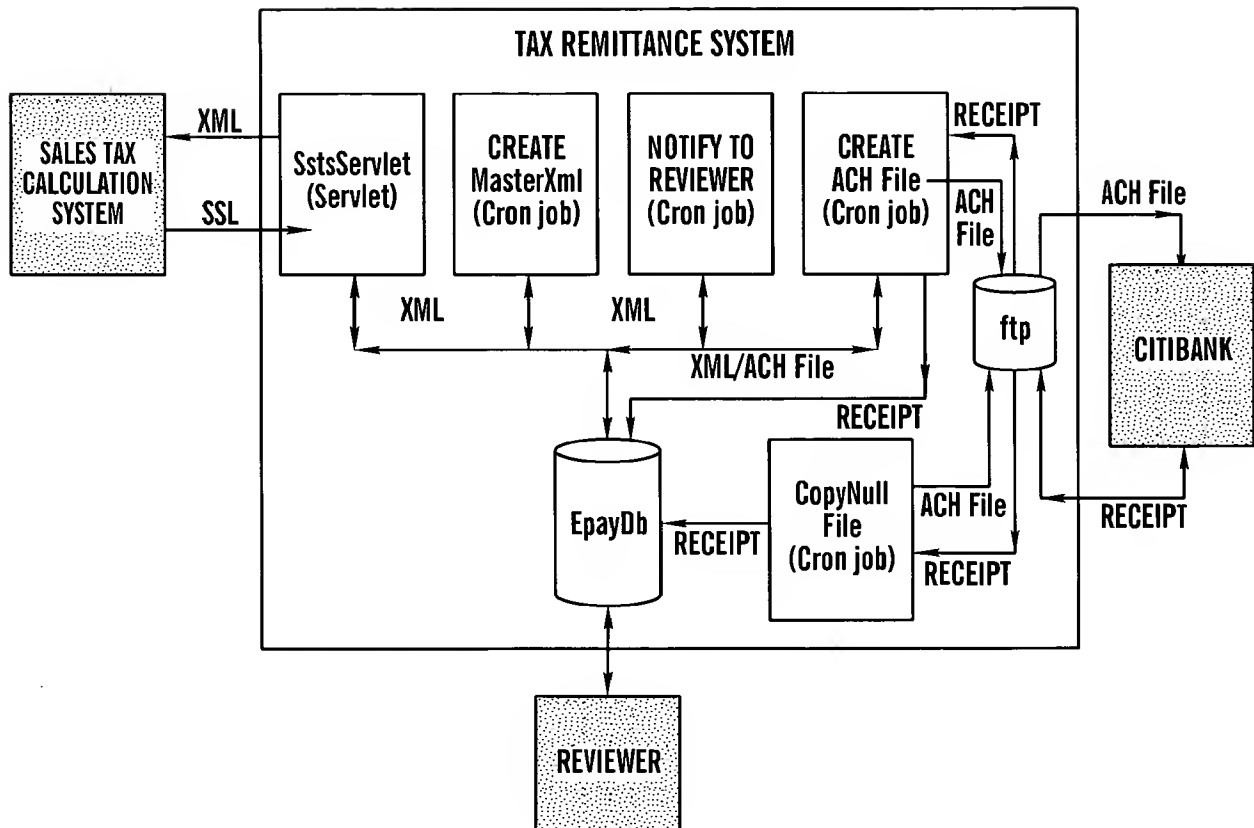 TAX REMITTANCE SYSTEM
SALES TAX
CALCULATION
SYSTEM
XML
SSL
SstsServlet
(Servlet)
CREATE
MasterXml
(Cron job)
NOTIFY TO
REVIEWER
(Cron job)
CREATE
ACH File
(Cron job)
RECEIPT
ACH
File
ACH File
ftp
CITIBANK
XML
XML
XML/ACH File
RECEIPT
EpayDb
RECEIPT
CopyNull
File
(Cron job)
ACH File
RECEIPT
RECEIPT
REVIEWER